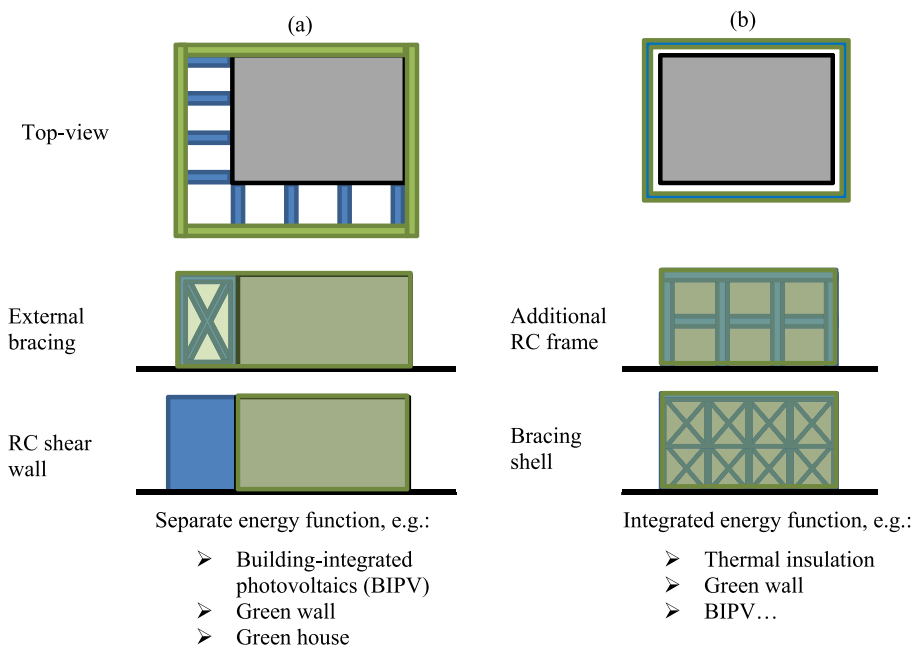 (a)
(b)
Top-view
External
bracing
Additional
RC frame
RC shear
wall
Bracing
shell
Separate energy function, e.g.:
➢ Building-integrated
photovoltaics (BIPV)
➢ Green wall
➢ Green house
Integrated energy function, e.g.:
➢ Thermal insulation
➢ Green wall
➢ BIPV…